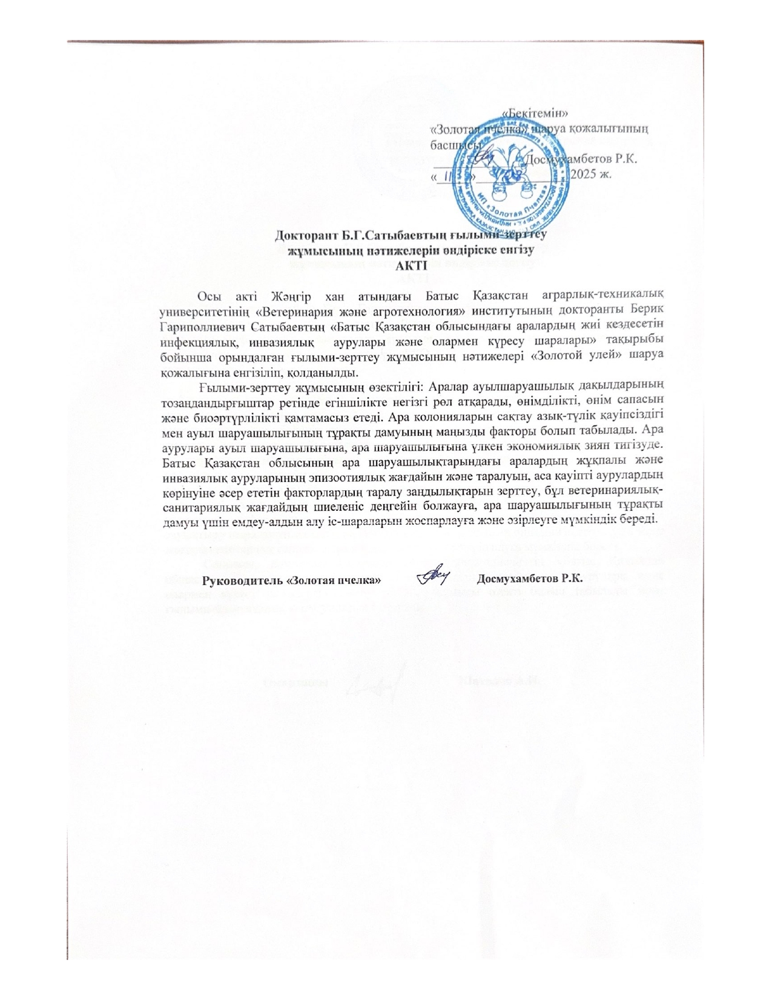 «Бекітемін»
«Золотая пчелка» шаруа қожалығының
басшысы
Досмухамбетов Р.К.
« 11 » 2025 ж.
ИП «Золотая Пчелка»
Докторант Б.Г.Сатыбаевтың ғылыми-зерттеу
жұмысының нәтижелерін өндіріске енгізу
АКТІ
Осы акті Жәңгір хан атындағы Батыс Қазақстан аграрлық-техникалық
университетінің «Ветеринария және агротехнология» институтының докторанты Берик
Гариполлиевич Сатыбаевтың «Батыс Қазақстан облысындағы аралардың жиі кездесетін
инфекциялық, инвазиялық аурулары және олармен күресу шаралары» тақырыбы
бойынша орындалған ғылыми-зерттеу жұмысының нәтижелері «Золотой улей» шаруа
қожалығына енгізіліп, қолданылды.
Ғылыми-зерттеу жұмысының өзектілігі: Аралар ауылшаруашылық дақылдарының
тозаңдандырғыштар ретінде егіншілікте негізгі рөл атқарады, өнімділікті, өнім сапасын
және биоәртүрлілікті қамтамасыз етеді. Ара колонияларын сақтау азық-түлік қауіпсіздігі
мен ауыл шаруашылығының тұрақты дамуының маңызды факторы болып табылады. Ара
аурулары ауыл шаруашылығына, ара шаруашылығына үлкен экономиялық зиян тигізуде.
Батыс Қазақстан облысының ара шаруашылықтарындағы аралардың жұқпалы және
инвазиялық ауруларының эпизоотиялық жағдайын және таралуын, аса қауіпті аурулардың
көрінуіне әсер ететін факторлардың таралу заңдылықтарын зерттеу, бұл ветеринариялық-
санитариялық жағдайдың шиеленіс деңгейін болжауға, ара шаруашылығының тұрақты
дамуы үшін емдеу-алдын алу іс-шараларын жоспарлауға және әзірлеуге мүмкіндік береді.
Руководитель «Золотая пчелка» Досмухамбетов Р.К.